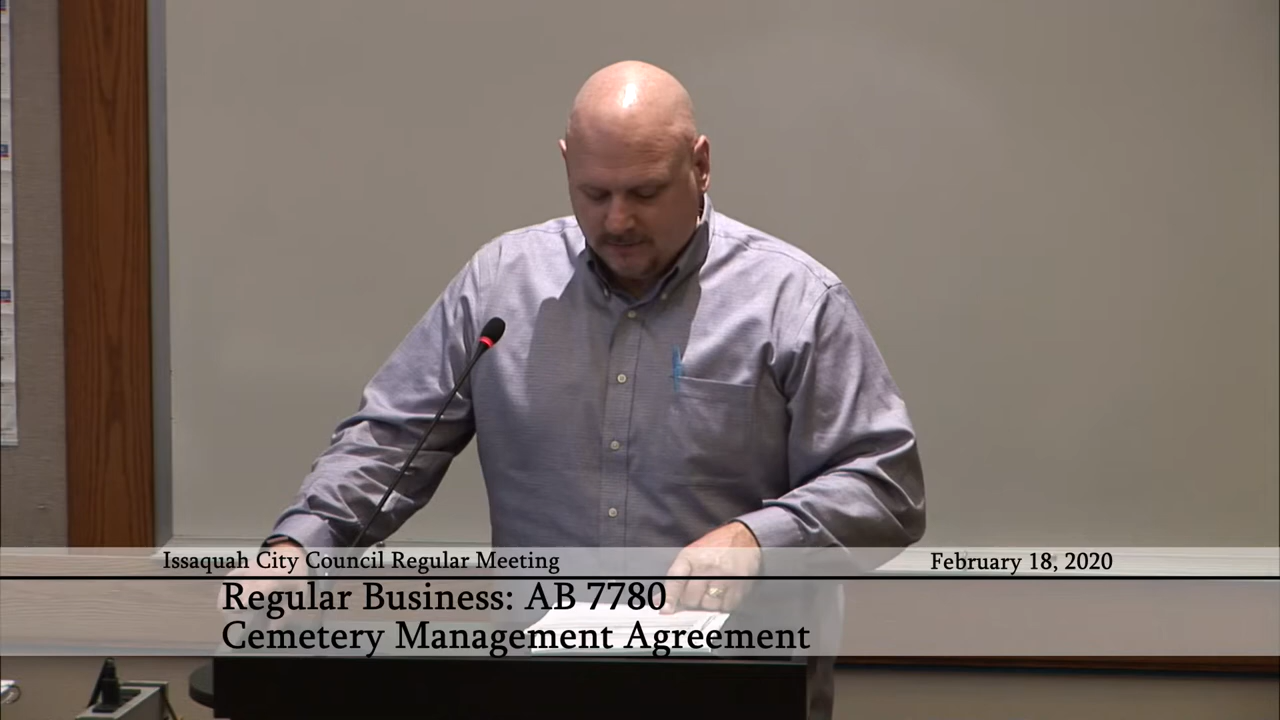 Issaquah City Council Regular Meeting
February 18, 2020
Regular Business: AB 7780
Cemetery Management Agreement